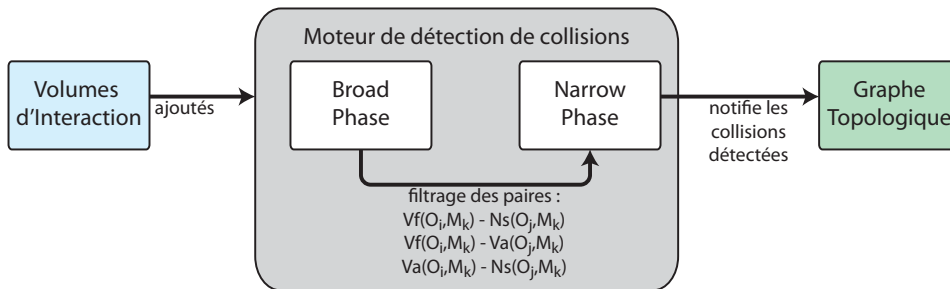 Moteur de détection de collisions
Volumes
d'Interaction
ajoutés
Broad
Phase
Narrow
Phase
notifie les
collisions
détectées
Graphe
Topologique
filtrage des paires :
Vf(Oi,Mk) - Ns(Oj,Mk)
Vf(Oi,Mk) - Va(Oj,Mk)
Va(Oi,Mk) - Ns(Oj,Mk)